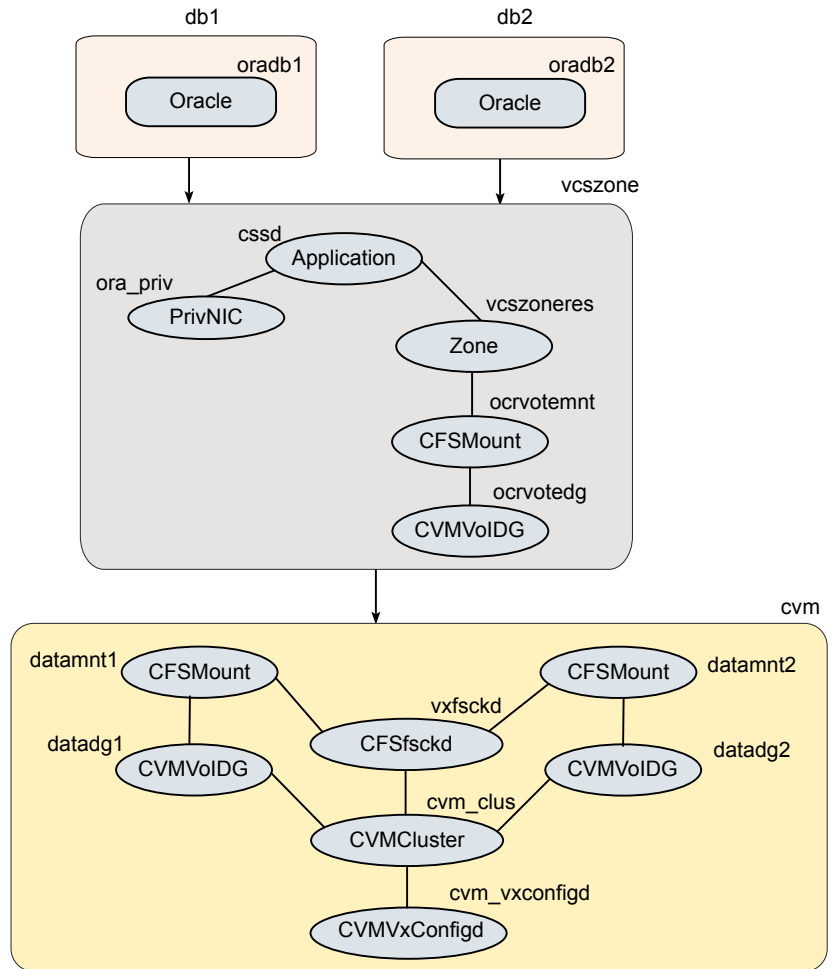 db1
db2
oradb1
oradb2
Oracle
Oracle
vcszone
cssd
Application
ora_priv
PrivNIC
vcszoneres
Zone
ocrvotemnt
CFSMount
ocrvotedg
CVMVolDG
cvm
datamnt1
CFSMount
CFSMount
datamnt2
vxfsckd
datadg1
CFSfsckd
datadg2
CVMVolDG
CVMVolDG
cvm_clus
CVMCluster
cvm_vxconfigd
CVMVxConfigd